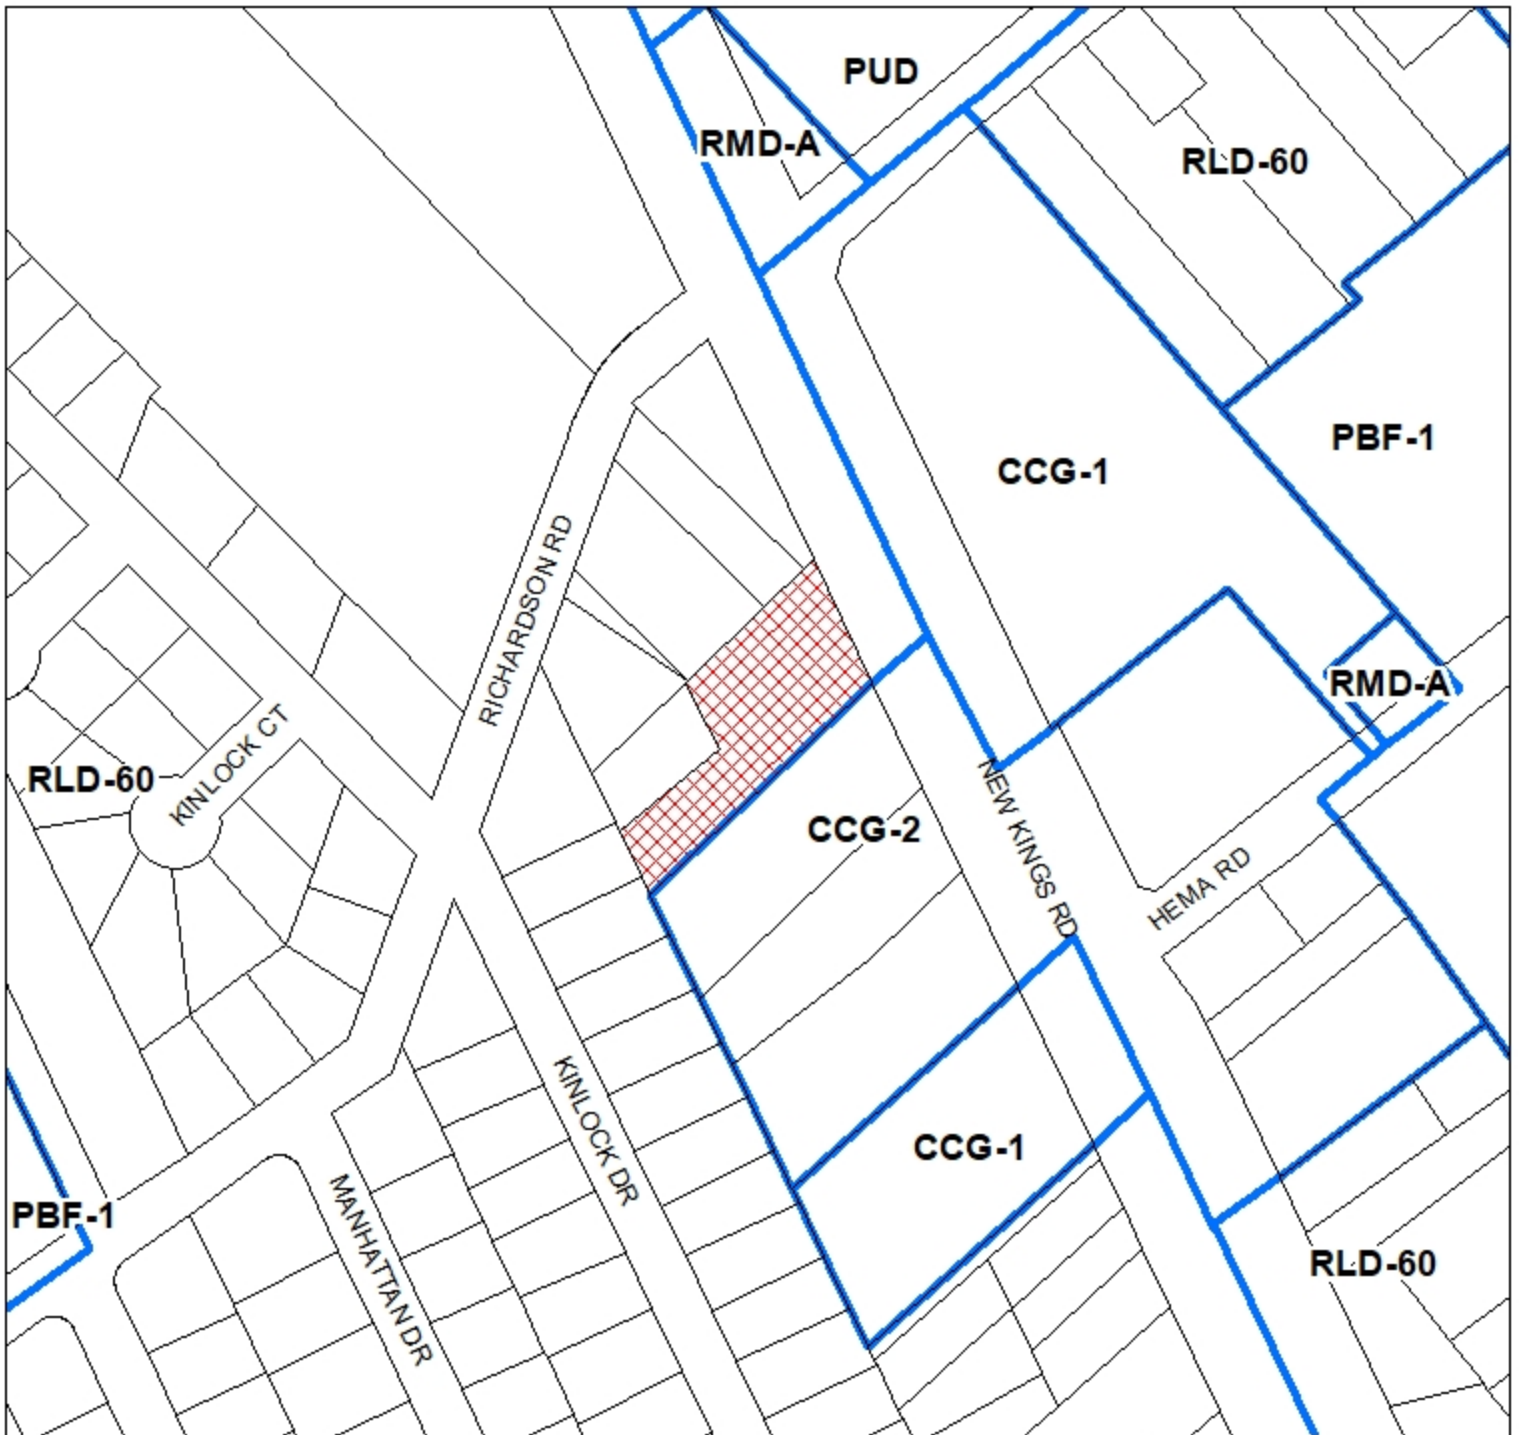 PUD
RMD-A
RLD-60
PBF-1
CCG-1
RICHARDSON RD
RMD-A
KINLOCK CT
RLD-60
CCG-2
NEW KINGS RD
HEMA RD
KINLOCK DR
CCG-1
MANHATTAN DR
PBF-1
RLD-60